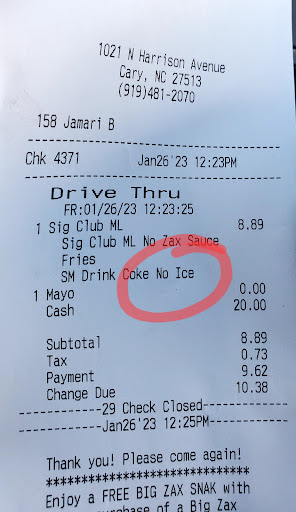 1021 N Harrison Avenue
Cary, NC 27513
(919)481-2070
158 Jamari B
Chk 4371 Jan26'23 12:23PM
Drive Thru
FR:01/26/23 12:23:25
1 Sig Club ML 8.89
Sig Club ML No Zax Sauce
Fries
SM Drink Coke No Ice
1 Mayo 0.00
Cash 20.00
Subtotal 8.89
Tax 0.73
Payment 9.62
Change Due 10.38
-----------29 Check Closed-----------
-----------Jan26'23 12:25PM-----------
Thank you! Please come again!
*****************************
Enjoy a FREE BIG ZAX SNAK with
purchase of a Big Zax